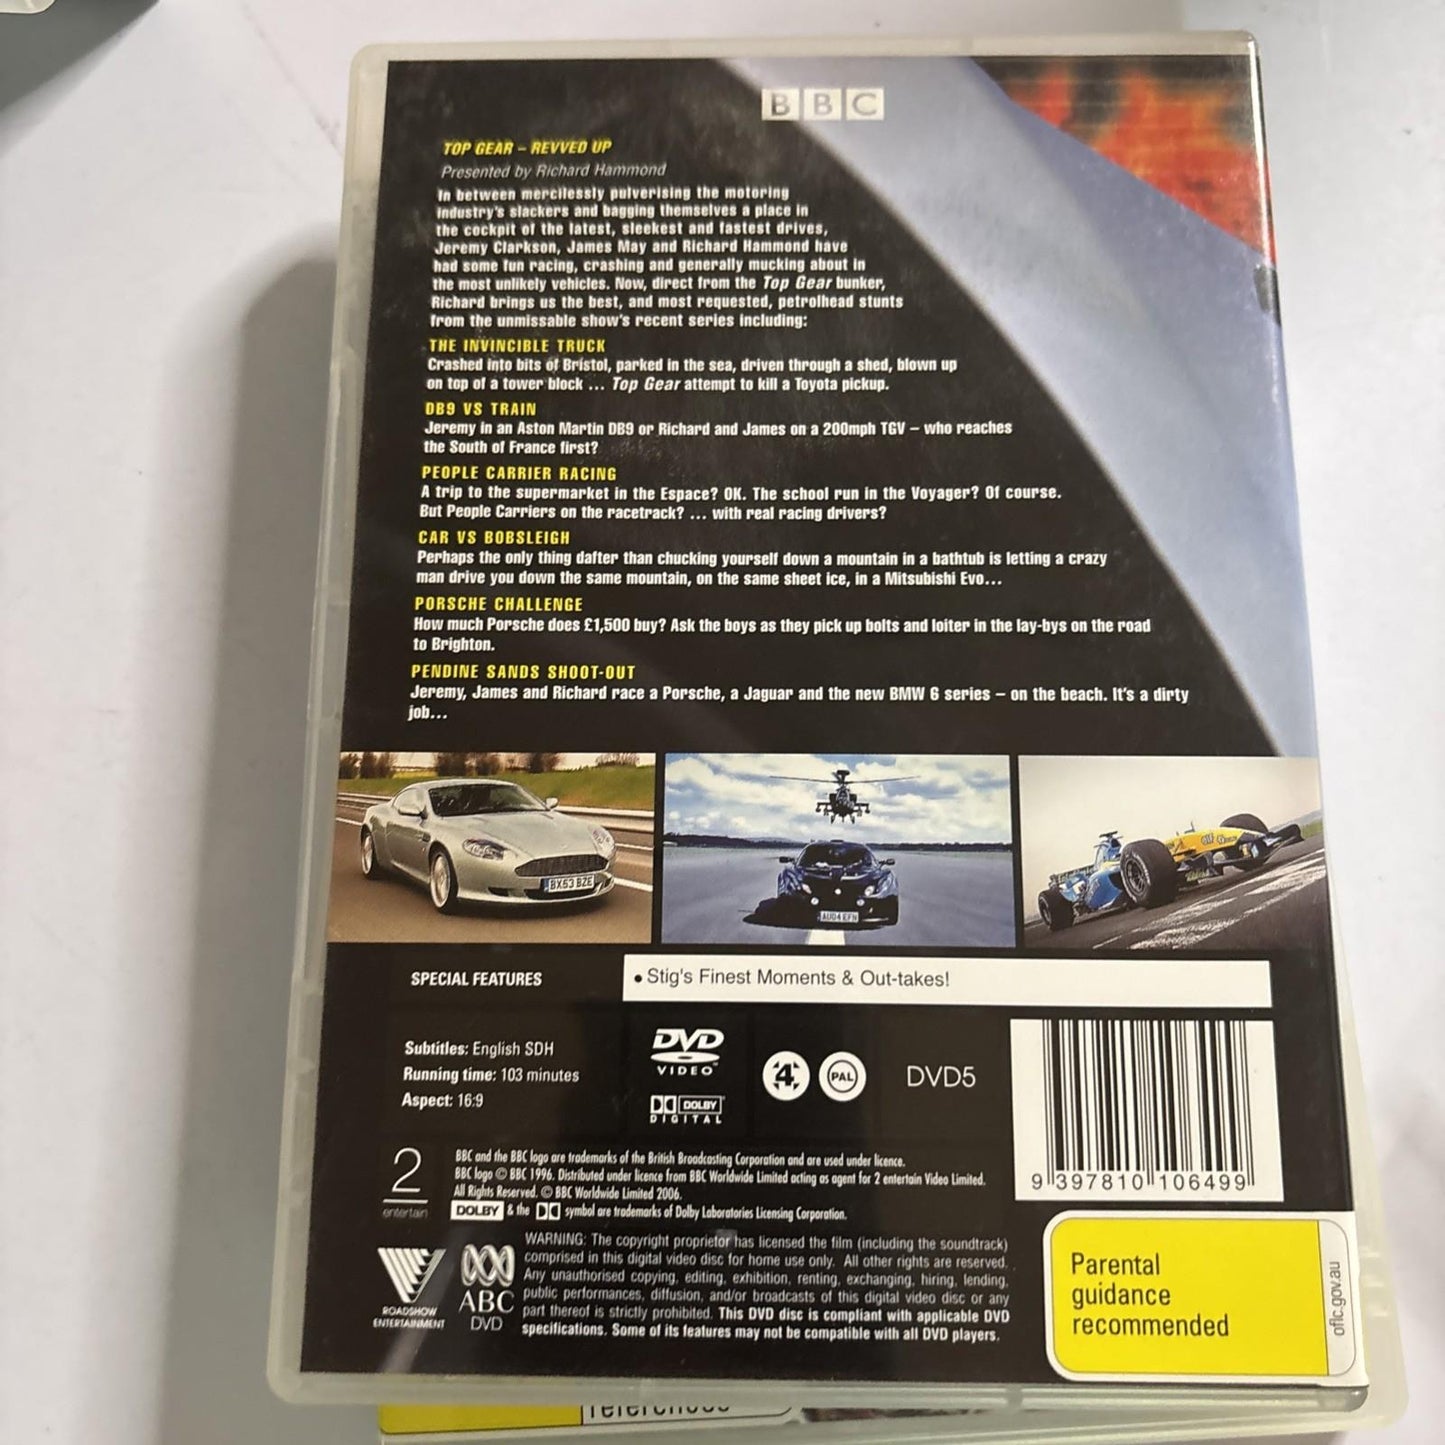 BBC
TOP GEAR – REVVED UP
Presented by Richard Hammond
In between mercilessly pulverising the motoring
industry's slackers and bagging themselves a place in
the cockpit of the latest, sleekest and fastest drives,
Jeremy Clarkson, James May and Richard Hammond have
had some fun racing, crashing and generally mucking about in
the most unlikely vehicles. Now, direct from the Top Gear bunker,
Richard brings us the best, and most requested, petrolhead stunts
from the unmissable show's recent series including:
THE INVINCIBLE TRUCK
Crashed into bits of Bristol, parked in the sea, driven through a shed, blown up
on top of a tower block ... Top Gear attempt to kill a Toyota pickup.
DB9 VS TRAIN
Jeremy in an Aston Martin DB9 or Richard and James on a 200mph TGV – who reaches
the South of France first?
PEOPLE CARRIER RACING
A trip to the supermarket in the Espace? OK. The school run in the Voyager? Of course.
But People Carriers on the racetrack? ... with real racing drivers?
CAR VS BOBSLEIGH
Perhaps the only thing dafter than chucking yourself down a mountain in a bathtub is letting a crazy
man drive you down the same mountain, on the same sheet ice, in a Mitsubishi Evo...
PORSCHE CHALLENGE
How much Porsche does £1,500 buy? Ask the boys as they pick up bolts and loiter in the lay-bys on the road
to Brighton.
PENDINE SANDS SHOOT-OUT
Jeremy, James and Richard race a Porsche, a Jaguar and the new BMW 6 series – on the beach. It's a dirty
job...
BX53 BZE
AU04 EFN
elf
SPECIAL FEATURES
• Stig's Finest Moments & Out-takes!
Subtitles: English SDH
Running time: 103 minutes
Aspect: 16:9
DVD
VIDEO™
DOLBY
DIGITAL
4
PAL
DVD5
9 397810 106499
2
entertain
BBC and the BBC logo are trademarks of the British Broadcasting Corporation and are used under licence.
BBC logo © BBC 1996. Distributed under licence from BBC Worldwide Limited acting as agent for 2 entertain Video Limited.
All Rights Reserved. © BBC Worldwide Limited 2006.
DOLBY & the symbol are trademarks of Dolby Laboratories Licensing Corporation.
ROADSHOW
ENTERTAINMENT
ABC
DVD
WARNING: The copyright proprietor has licensed the film (including the soundtrack)
comprised in this digital video disc for home use only. All other rights are reserved.
Any unauthorised copying, editing, exhibition, renting, exchanging, hiring, lending,
public performances, diffusion, and/or broadcasts of this digital video disc or any
part thereof is strictly prohibited. This DVD disc is compliant with applicable DVD
specifications. Some of its features may not be compatible with all DVD players.
Parental
guidance
recommended
oflc.gov.au
references